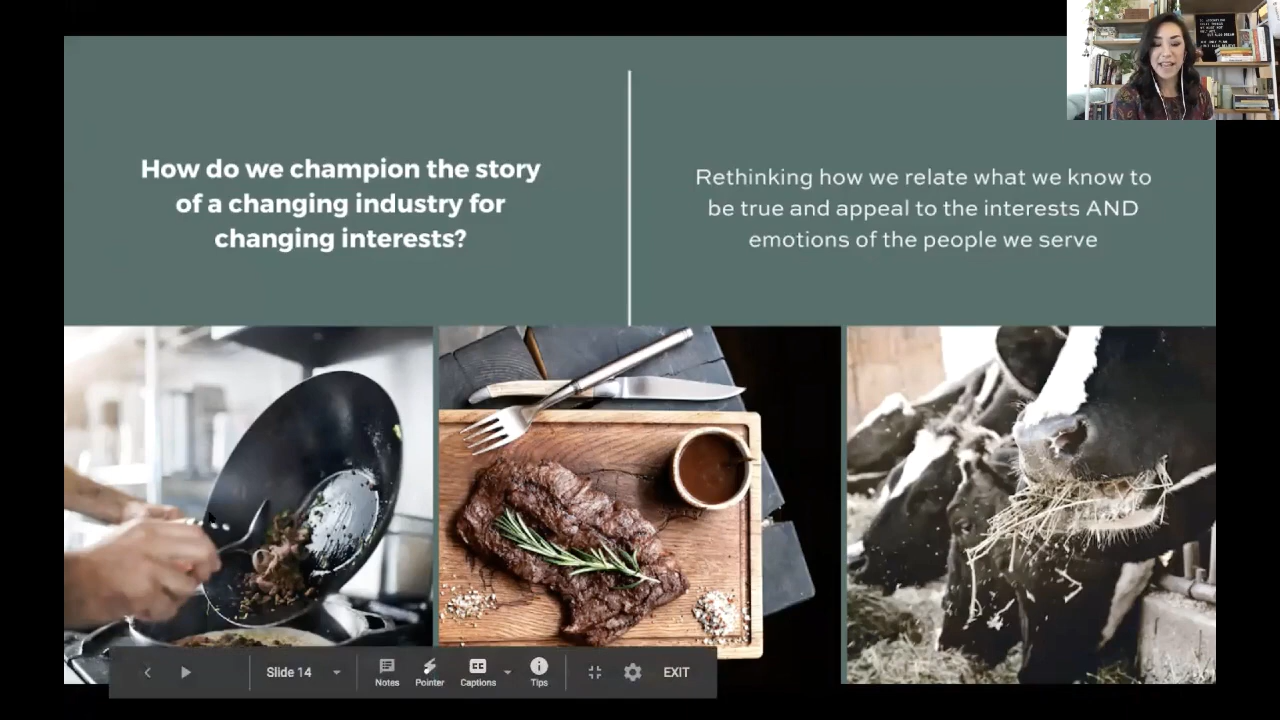 How do we champion the story
of a changing industry for
changing interests?
Rethinking how we relate what we know to
be true and appeal to the interests AND
emotions of the people we serve
Slide 14
Notes
Pointer
Captions
Tips
EXIT